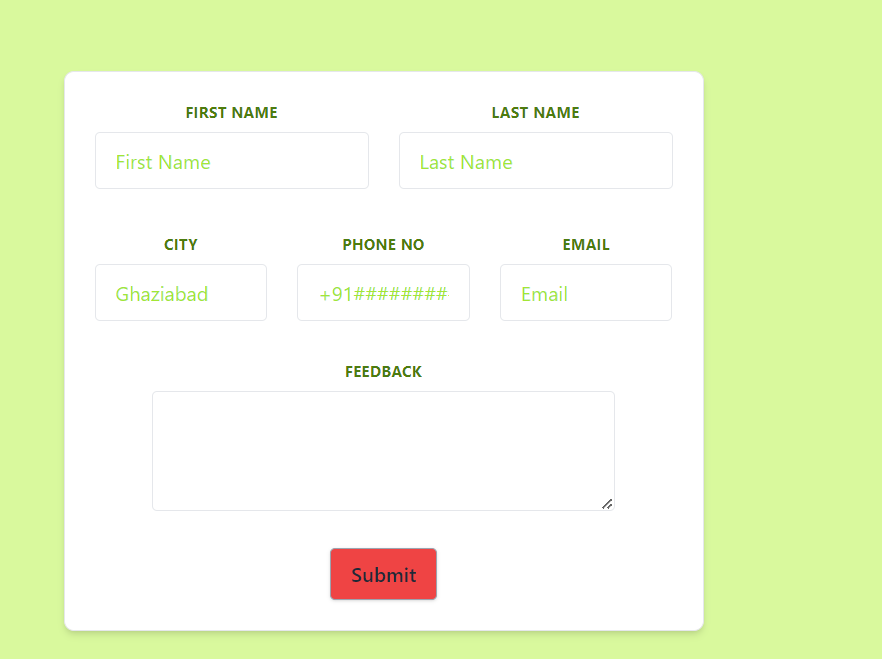 FIRST NAME LAST NAME
First Name Last Name
CITY PHONE NO EMAIL
Ghaziabad +91######## Email
FEEDBACK
Submit